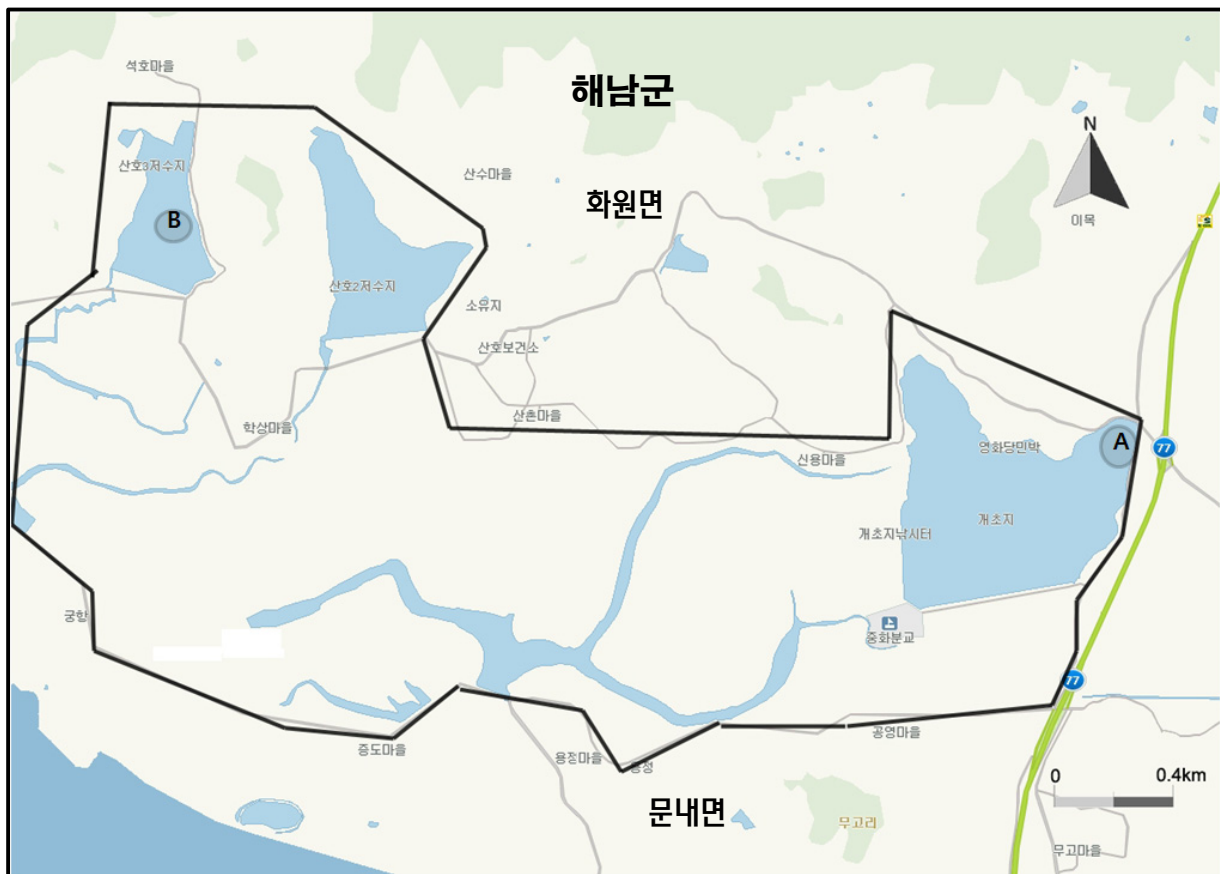 석호마을
해남군
N
산호3저수지
산수마을
화원면
B
이목
산호2저수지
소유지
산호보건소
산촌마을
학상마을
신용마을
영화당민박
A
77
개초지낚시터
개초지
궁항
중화분교
77
증도마을
용정마을
용정
공영마을
0
0.4km
문내면
무고리
무고마을